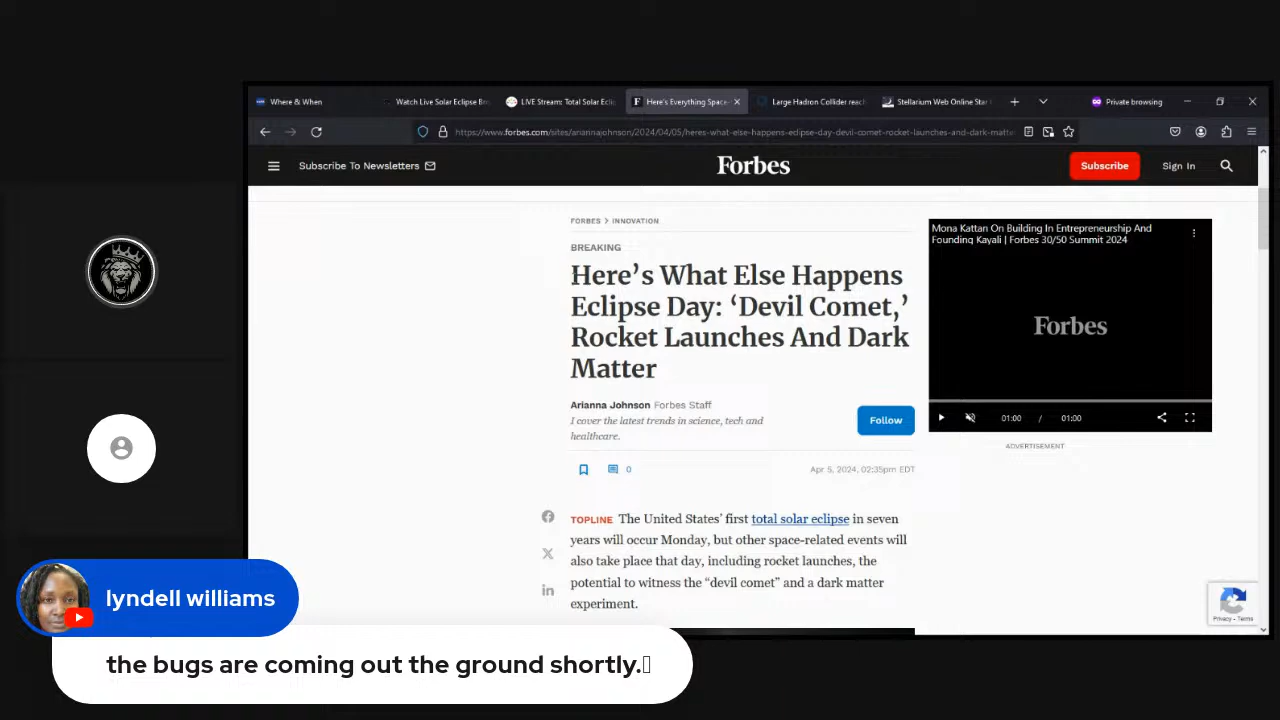 Where & When
Watch Live Solar Eclipse Br
LIVE Stream: Total Solar Ecli
Here's Everything Space-
Large Hadron Collider reach
Stellarium Web Online Star
Private browsing
https://www.forbes.com/sites/ariannajohnson/2024/04/05/heres-what-else-happens-eclipse-day-devil-comet-rocket-launches-and-dark-matte
Subscribe To Newsletters
Forbes
Subscribe
Sign In
FORBES > INNOVATION
BREAKING
Here’s What Else Happens
Eclipse Day: ‘Devil Comet,’
Rocket Launches And Dark
Matter
Arianna Johnson Forbes Staff
I cover the latest trends in science, tech and
healthcare.
Follow
0
Apr 5, 2024, 02:35pm EDT
Mona Kattan On Building In Entrepreneurship And
Founding Kayali | Forbes 30/50 Summit 2024
Forbes
01:00 / 01:00
ADVERTISEMENT
TOPLINE The United States’ first total solar eclipse in seven
years will occur Monday, but other space-related events will
also take place that day, including rocket launches, the
potential to witness the “devil comet” and a dark matter
experiment.
Privacy - Terms
lyndell williams
the bugs are coming out the ground shortly.